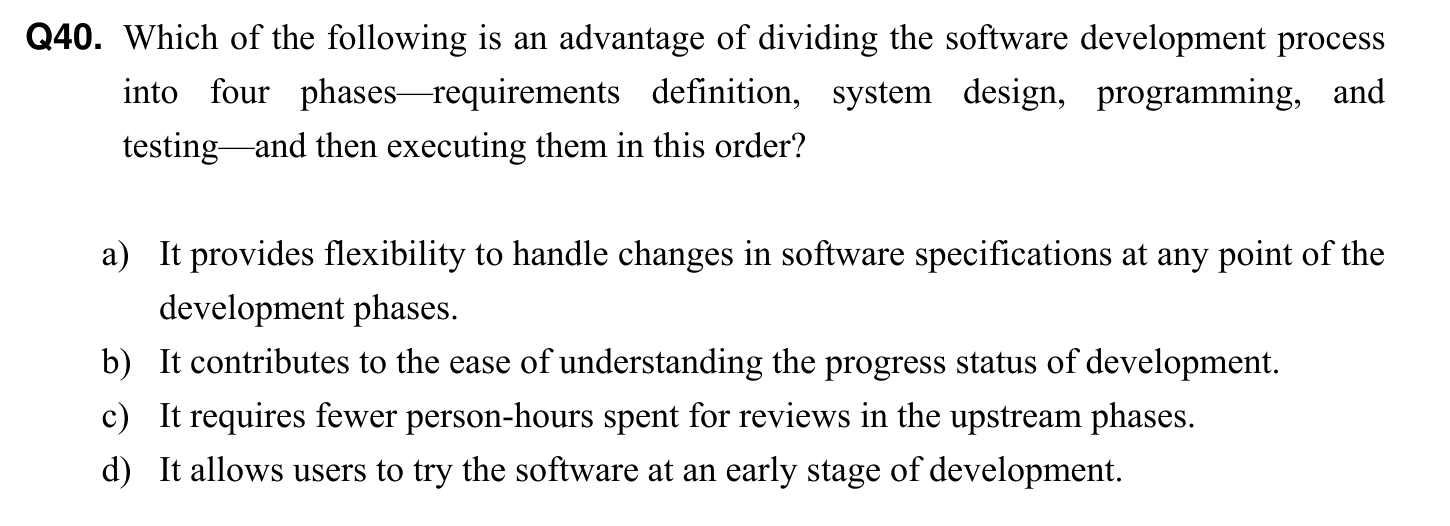 Q40. Which of the following is an advantage of dividing the software development process
into four phases—requirements definition, system design, programming, and
testing—and then executing them in this order?
a) It provides flexibility to handle changes in software specifications at any point of the
development phases.
b) It contributes to the ease of understanding the progress status of development.
c) It requires fewer person-hours spent for reviews in the upstream phases.
d) It allows users to try the software at an early stage of development.